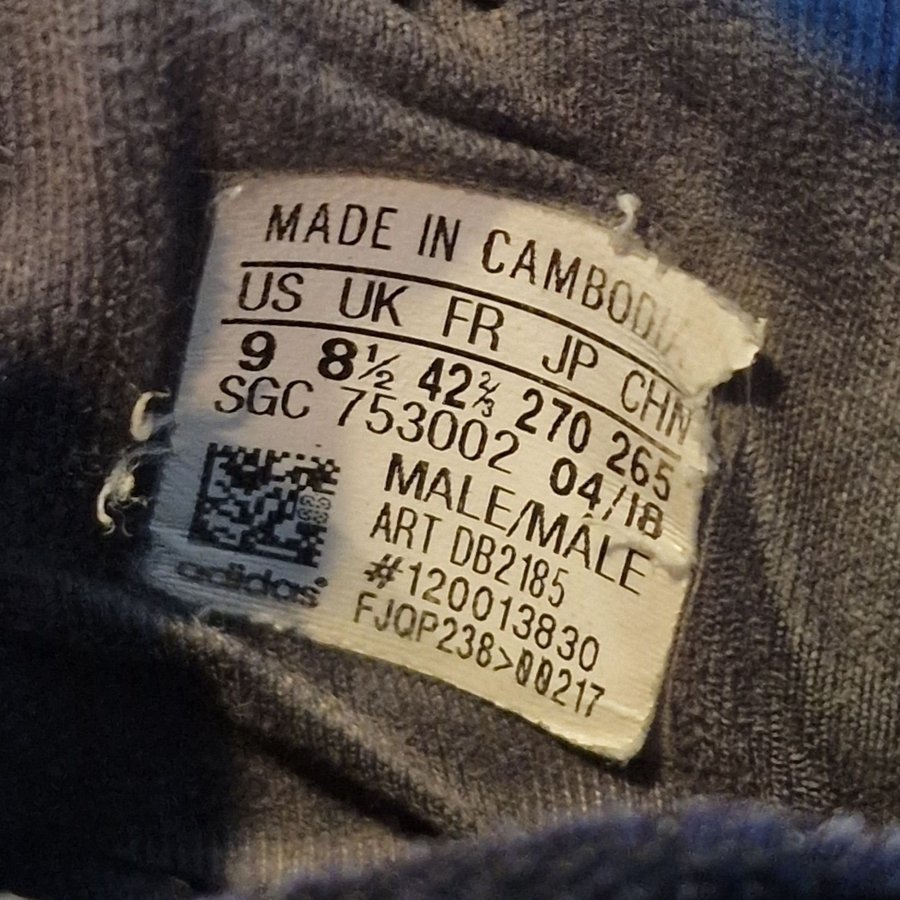 MADE IN CAMBODIA
US UK FR JP CHN
9 8½ 42⅔ 270 265
SGC 753002 04/18
MALE/MÂLE
ART DB2185
#120013830
FJQP238>00217
adidas®